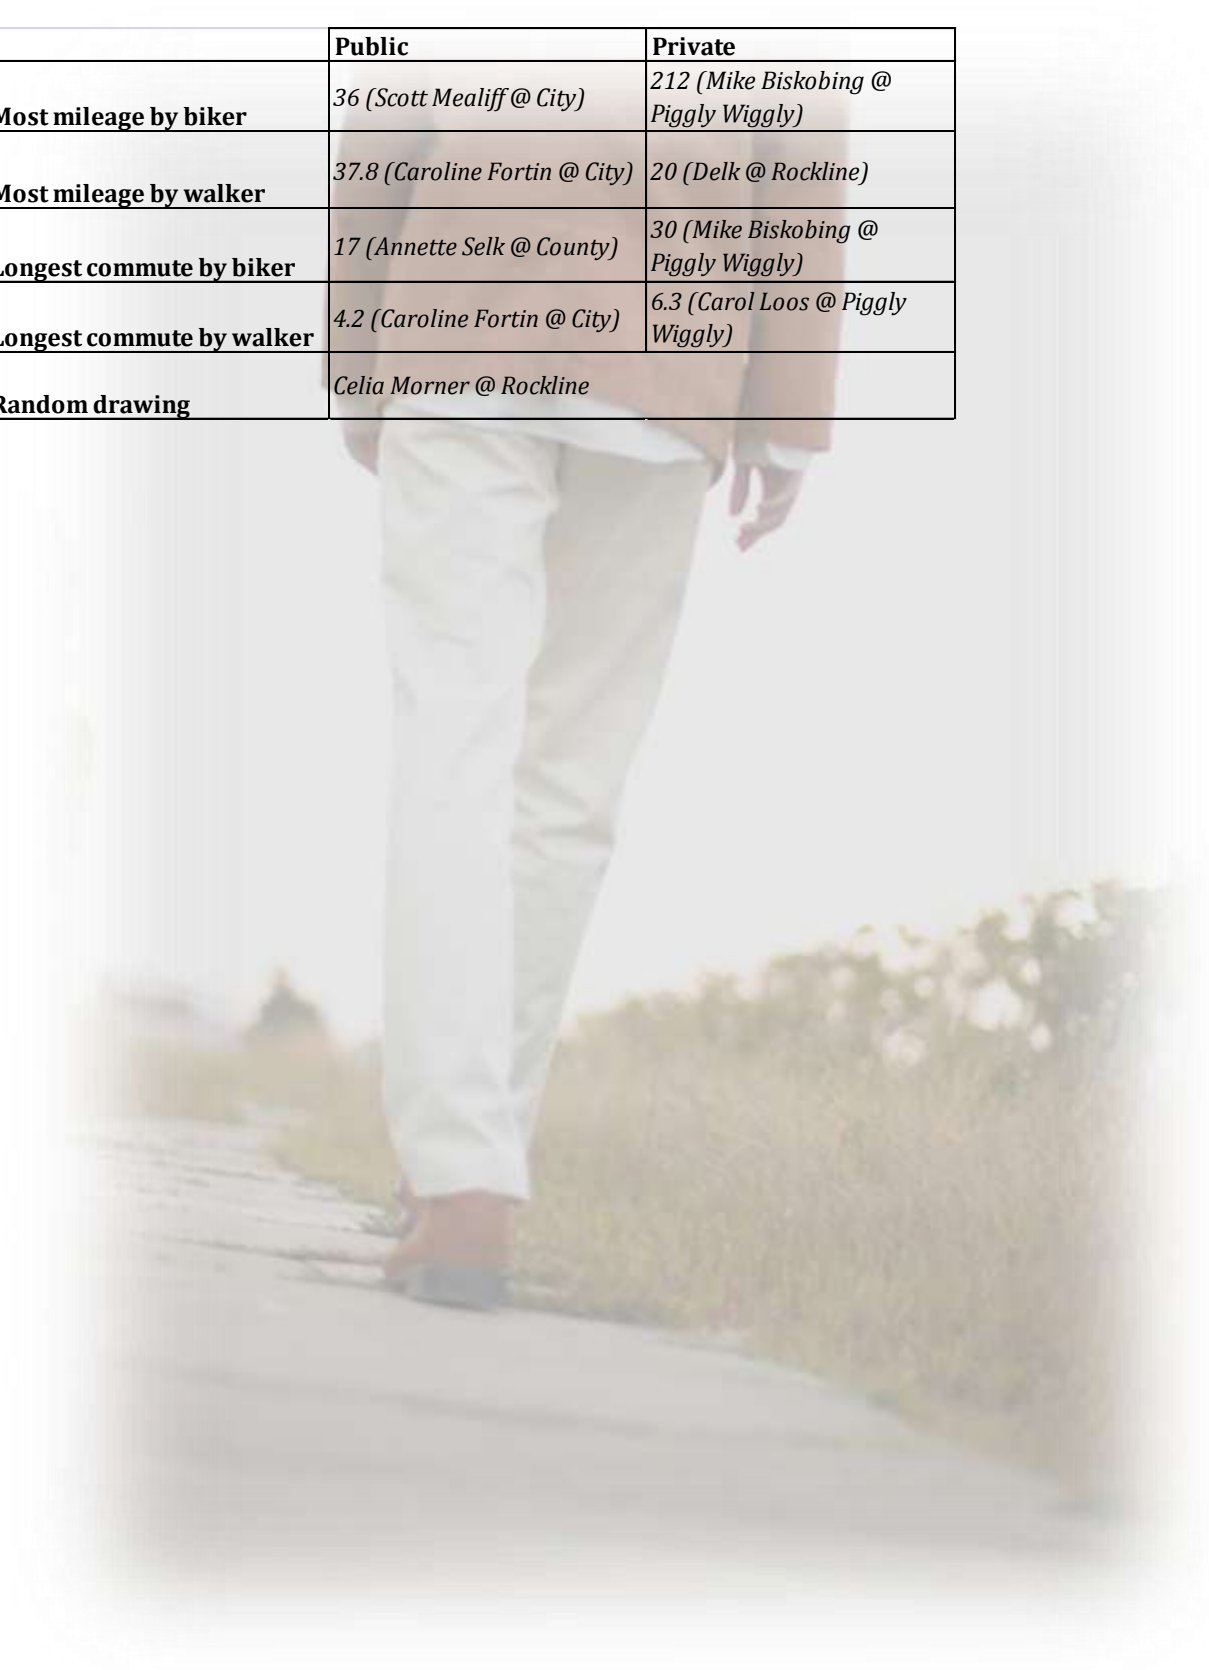 Public Private
Most mileage by biker 36 (Scott Mealiff @ City) 212 (Mike Biskobing @
Piggly Wiggly)
Most mileage by walker 37.8 (Caroline Fortin @ City) 20 (Delk @ Rockline)
Longest commute by biker 17 (Annette Selk @ County) 30 (Mike Biskobing @
Piggly Wiggly)
Longest commute by walker 4.2 (Caroline Fortin @ City) 6.3 (Carol Loos @ Piggly
Wiggly)
Random drawing Celia Morner @ Rockline